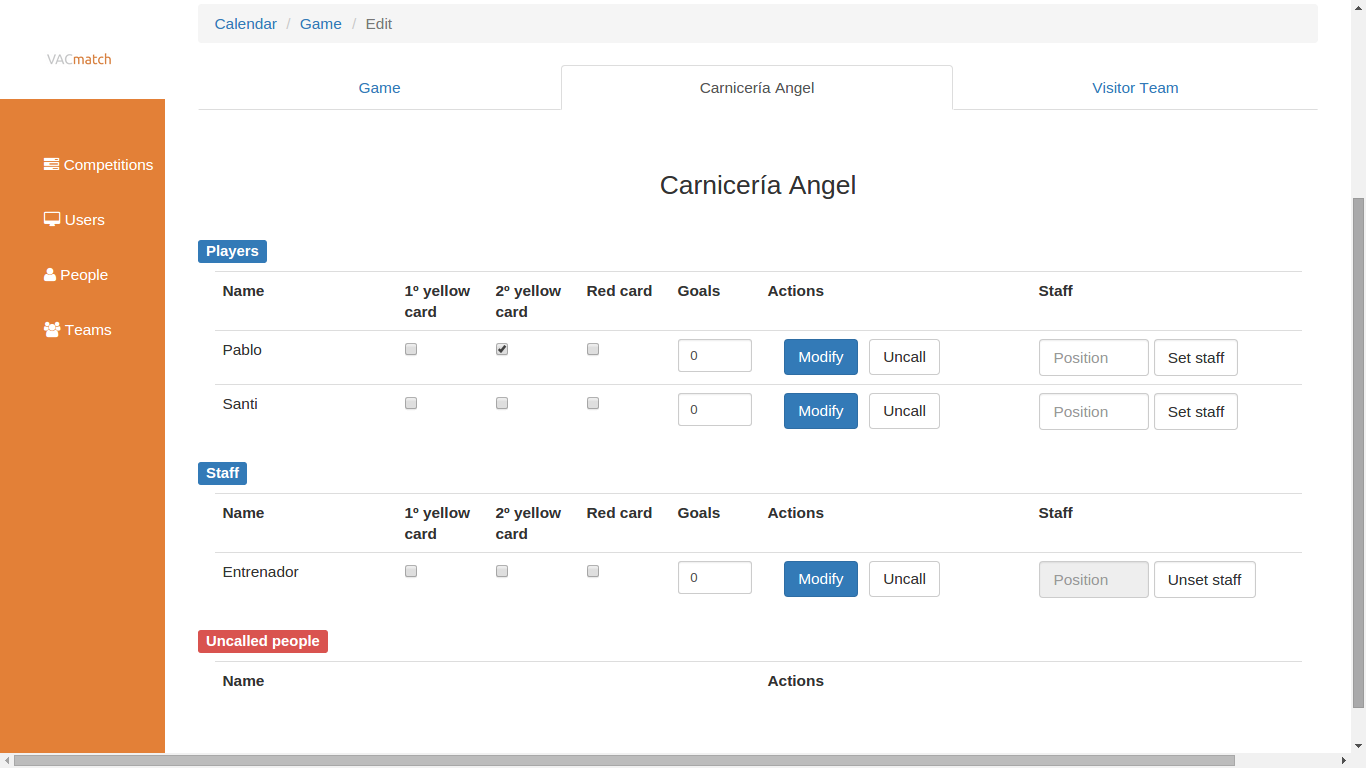 Calendar / Game / Edit
VACmatch
Game Carnicería Angel Visitor Team
Competitions
Users
People
Teams
Carnicería Angel
Players
Name 1º yellow card 2º yellow card Red card Goals Actions Staff
Pablo 0 Modify Uncall Position Set staff
Santi 0 Modify Uncall Position Set staff
Staff
Name 1º yellow card 2º yellow card Red card Goals Actions Staff
Entrenador 0 Modify Uncall Position Unset staff
Uncalled people
Name Actions